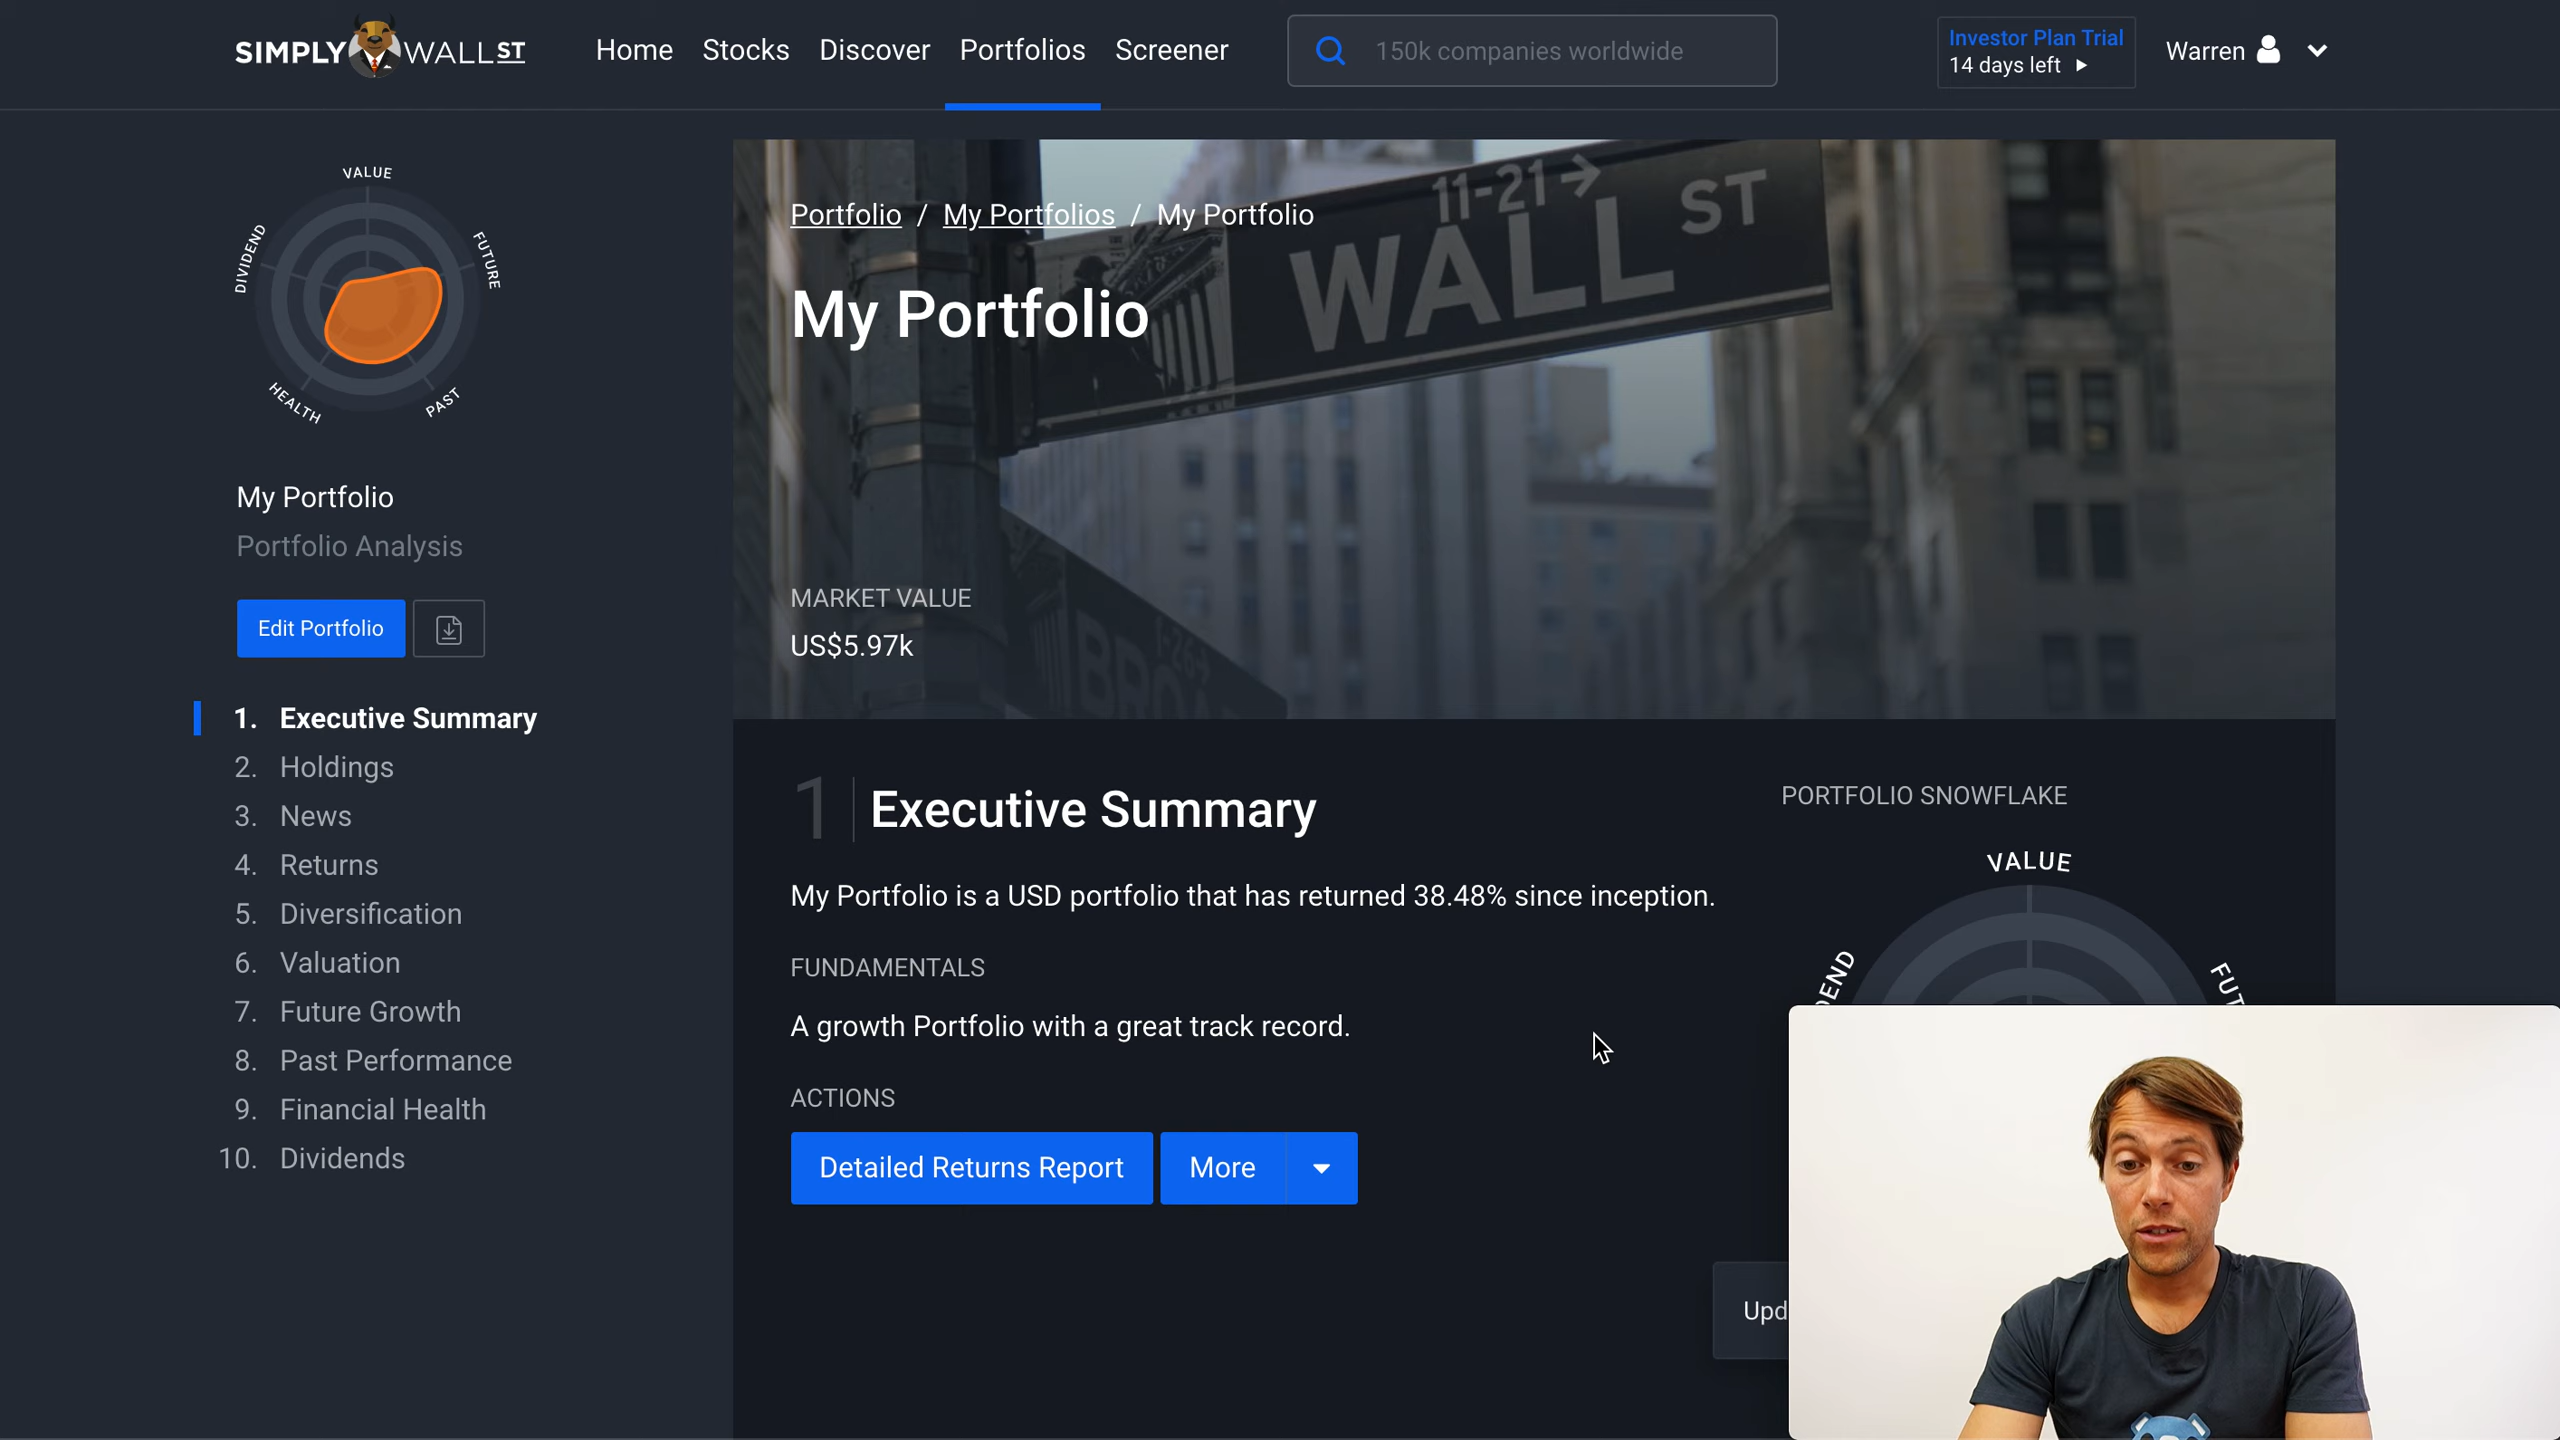 SIMPLY WALLST
Home
Stocks
Discover
Portfolios
Screener
150k companies worldwide
Investor Plan Trial
14 days left
Warren
VALUE
FUTURE
PAST
HEALTH
DIVIDEND
My Portfolio
Portfolio Analysis
Edit Portfolio
1. Executive Summary
2. Holdings
3. News
4. Returns
5. Diversification
6. Valuation
7. Future Growth
8. Past Performance
9. Financial Health
10. Dividends
11-21
WALL ST
Portfolio / My Portfolios / My Portfolio
My Portfolio
MARKET VALUE
US$5.97k
1 Executive Summary
My Portfolio is a USD portfolio that has returned 38.48% since inception.
FUNDAMENTALS
A growth Portfolio with a great track record.
ACTIONS
Detailed Returns Report
More
PORTFOLIO SNOWFLAKE
VALUE